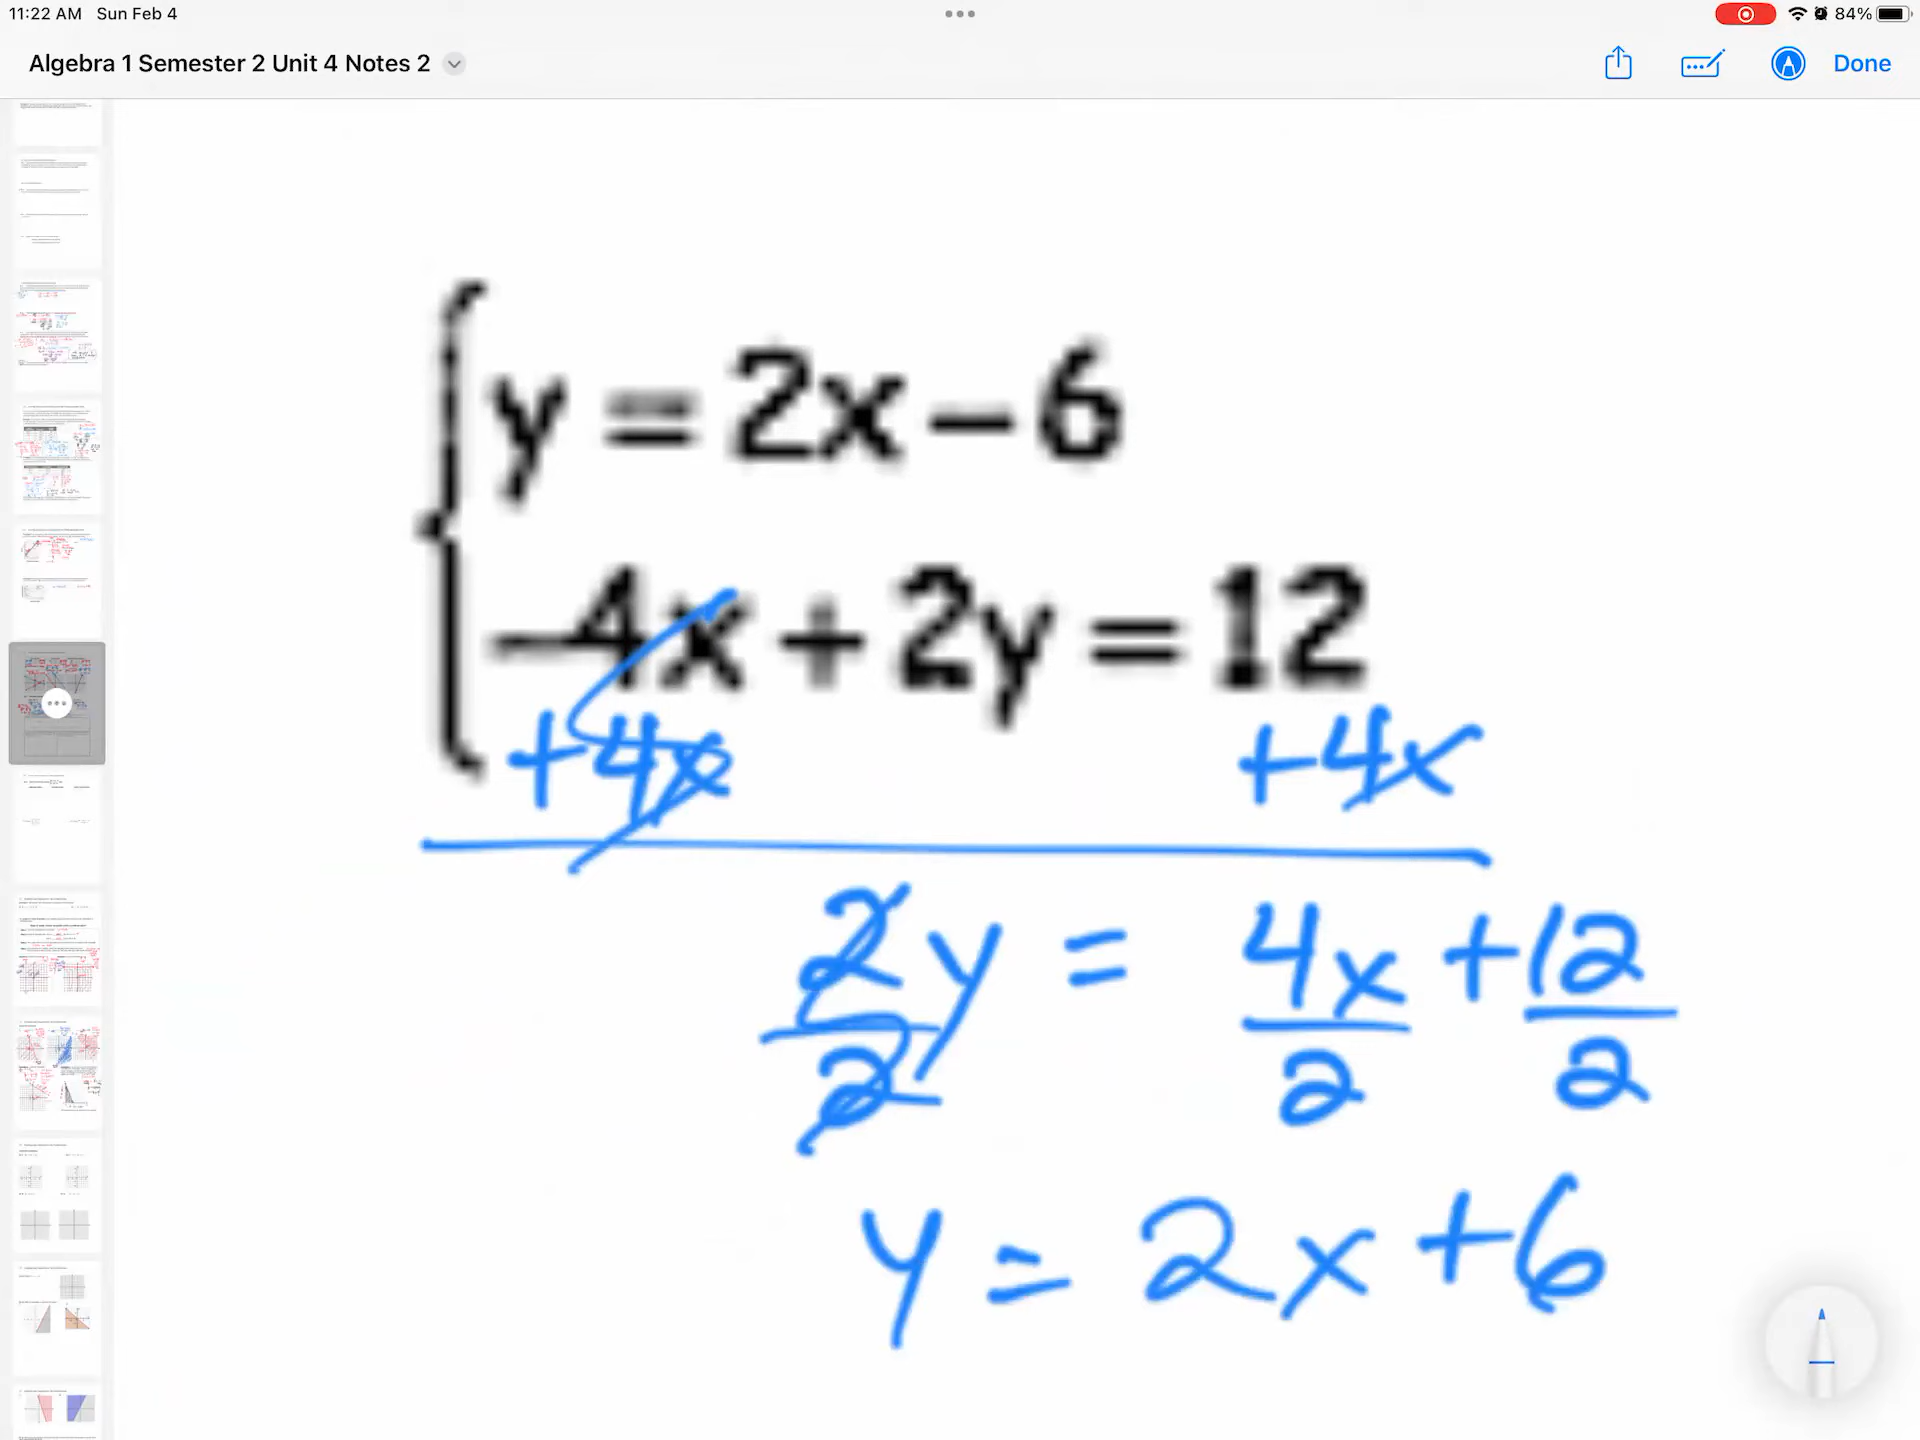 11:22 AM Sun Feb 4
84%
Algebra 1 Semester 2 Unit 4 Notes 2
Done
y = 2x − 6
−4x + 2y = 12
+4x +4x
2y = 4x + 12
2 2 2
y = 2x + 6